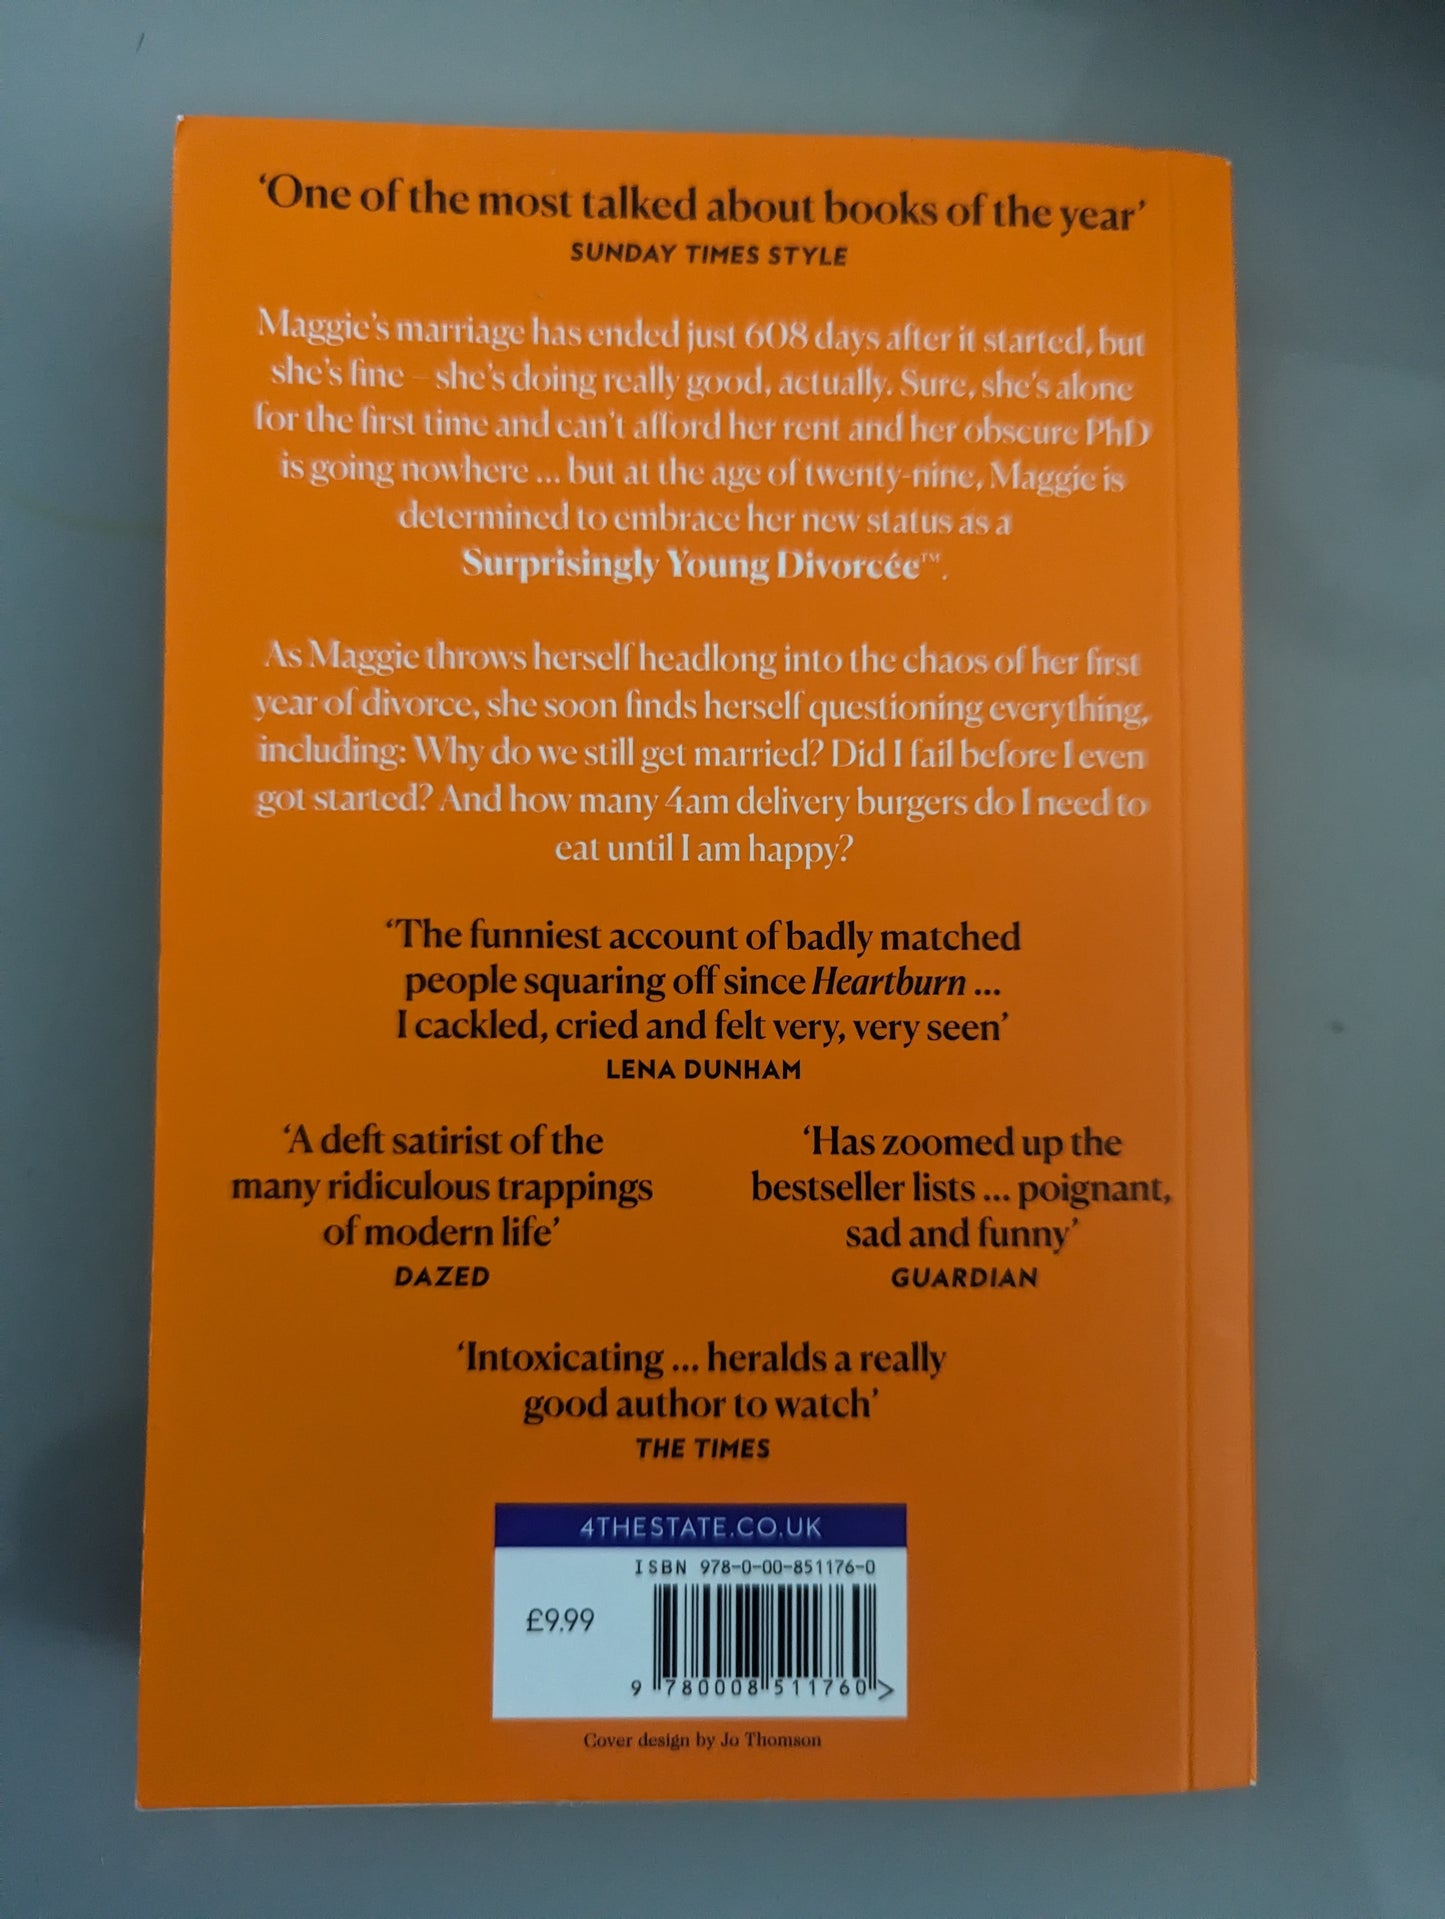 ‘One of the most talked about books of the year’
SUNDAY TIMES STYLE
Maggie’s marriage has ended just 608 days after it started, but
she’s fine – she’s doing really good, actually. Sure, she’s alone
for the first time and can’t afford her rent and her obscure PhD
is going nowhere ... but at the age of twenty-nine, Maggie is
determined to embrace her new status as a
Surprisingly Young Divorcée™.
As Maggie throws herself headlong into the chaos of her first
year of divorce, she soon finds herself questioning everything,
including: Why do we still get married? Did I fail before I even
got started? And how many 4am delivery burgers do I need to
eat until I am happy?
‘The funniest account of badly matched
people squaring off since Heartburn ...
I cackled, cried and felt very, very seen’
LENA DUNHAM
‘A deft satirist of the
many ridiculous trappings
of modern life’
DAZED
‘Has zoomed up the
bestseller lists ... poignant,
sad and funny’
GUARDIAN
‘Intoxicating ... heralds a really
good author to watch’
THE TIMES
4THESTATE.CO.UK
ISBN 978-0-00-851176-0
£9.99
9 780008 511760 >
Cover design by Jo Thomson